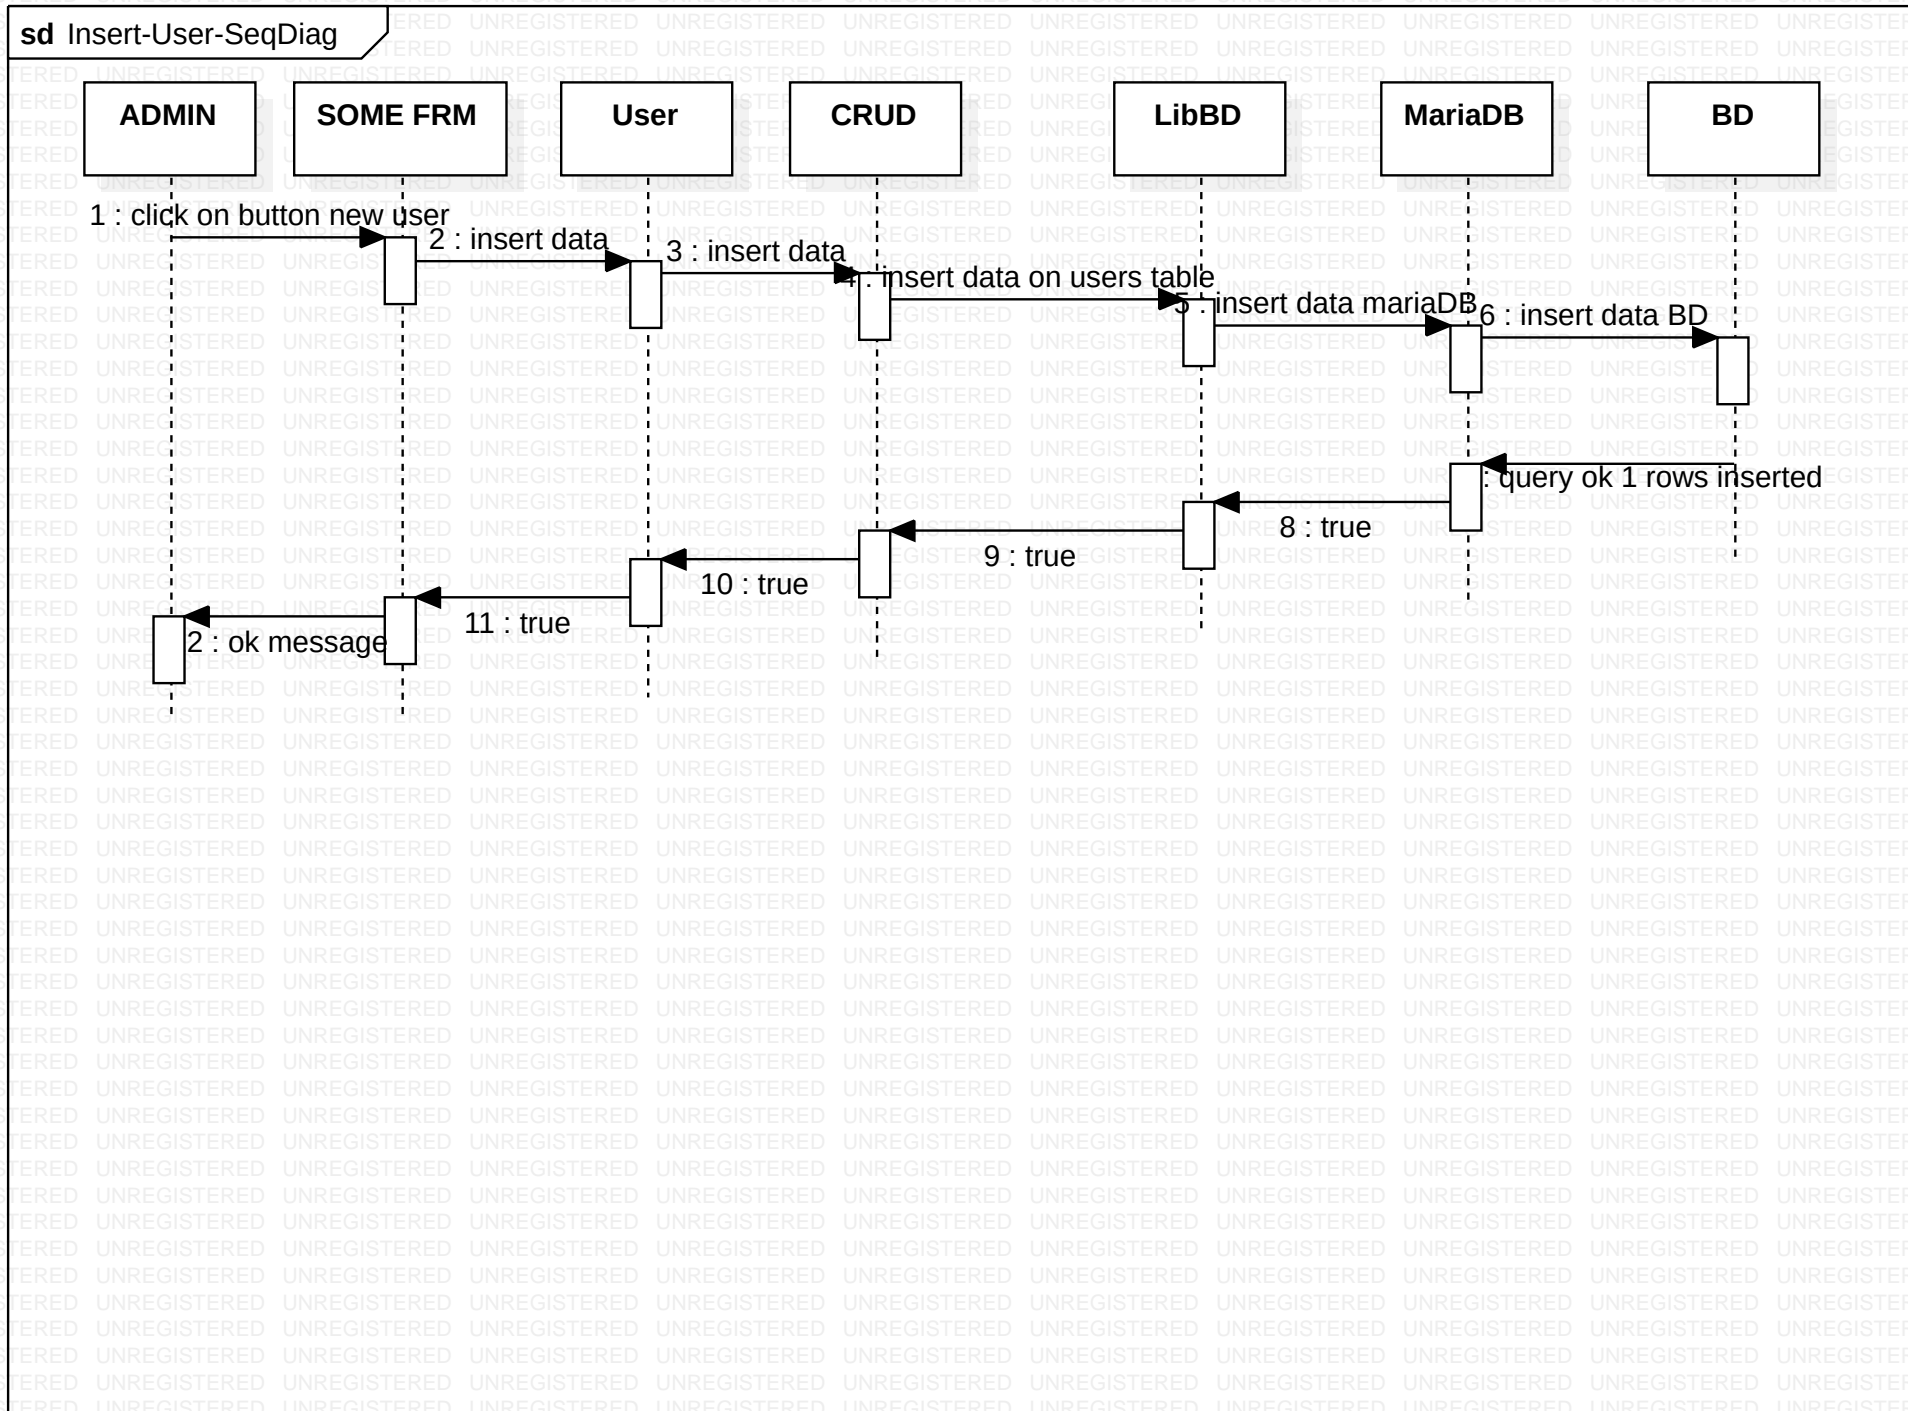 sd Insert-User-SeqDiag
ADMIN
SOME FRM
User
CRUD
LibBD
MariaDB
BD
1 : click on button new user
2 : insert data
3 : insert data
4 : insert data on users table
5 : insert data mariaDB
6 : insert data BD
: query ok 1 rows inserted
8 : true
9 : true
10 : true
11 : true
2 : ok message
UNREGISTERED